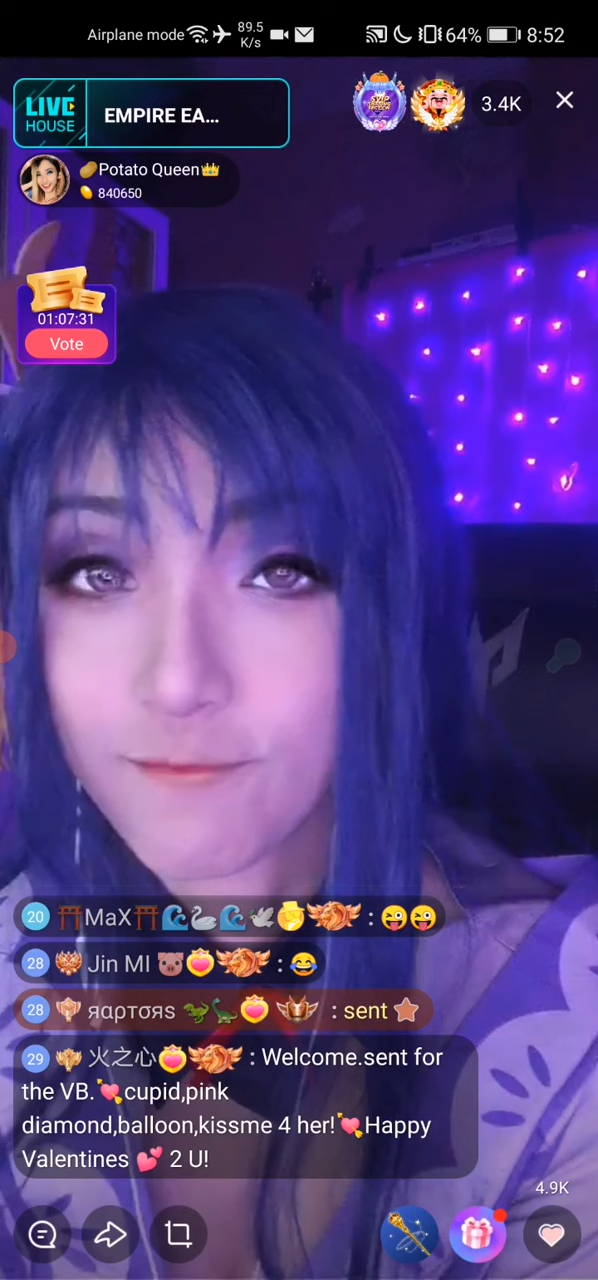 Airplane mode 89.5 K/s 64% 8:52
LIVE HOUSE EMPIRE EA...
3.4K
🥔Potato Queen👑
840650
01:07:31
Vote
20 ⛩MaX⛩🌊🦢🌊🕊 : 😜😜
28 Jin MI 🐷 : 😂
28 яαρтσяs 🦖🦕 : sent
29 火之心 : Welcome.sent for
the VB.💘cupid,pink
diamond,balloon,kissme 4 her!💘Happy
Valentines 💕 2 U!
4.9K